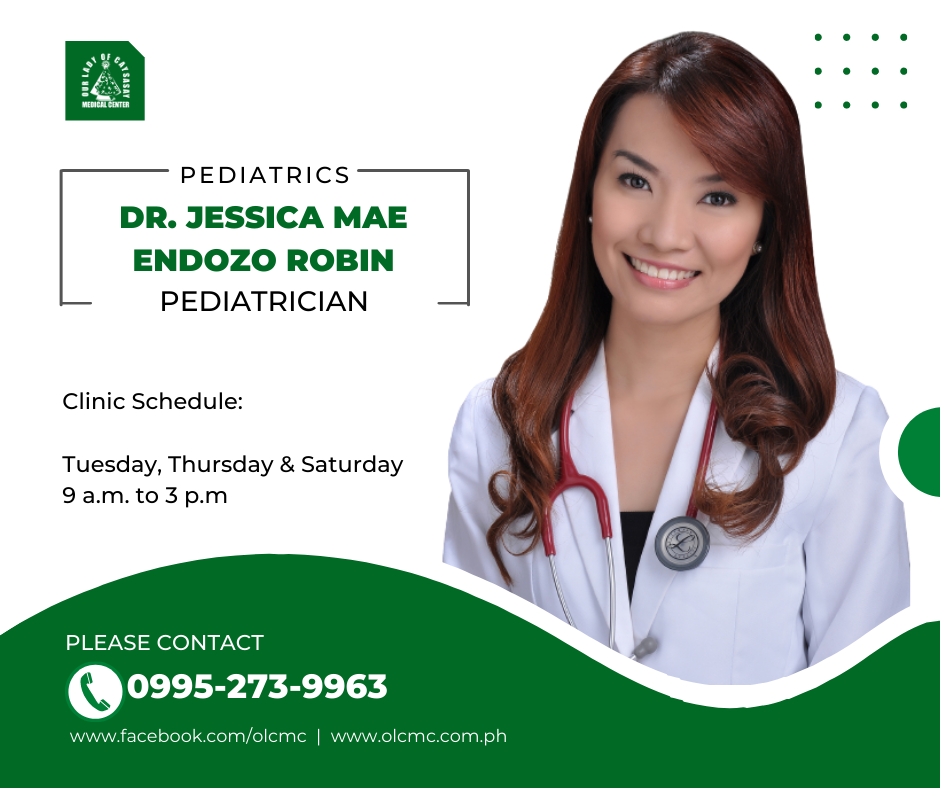 OUR LADY OF CAYSASAY
MEDICAL CENTER
PEDIATRICS
DR. JESSICA MAE
ENDOZO ROBIN
PEDIATRICIAN
Clinic Schedule:
Tuesday, Thursday & Saturday
9 a.m. to 3 p.m
PLEASE CONTACT
0995-273-9963
www.facebook.com/olcmc | www.olcmc.com.ph